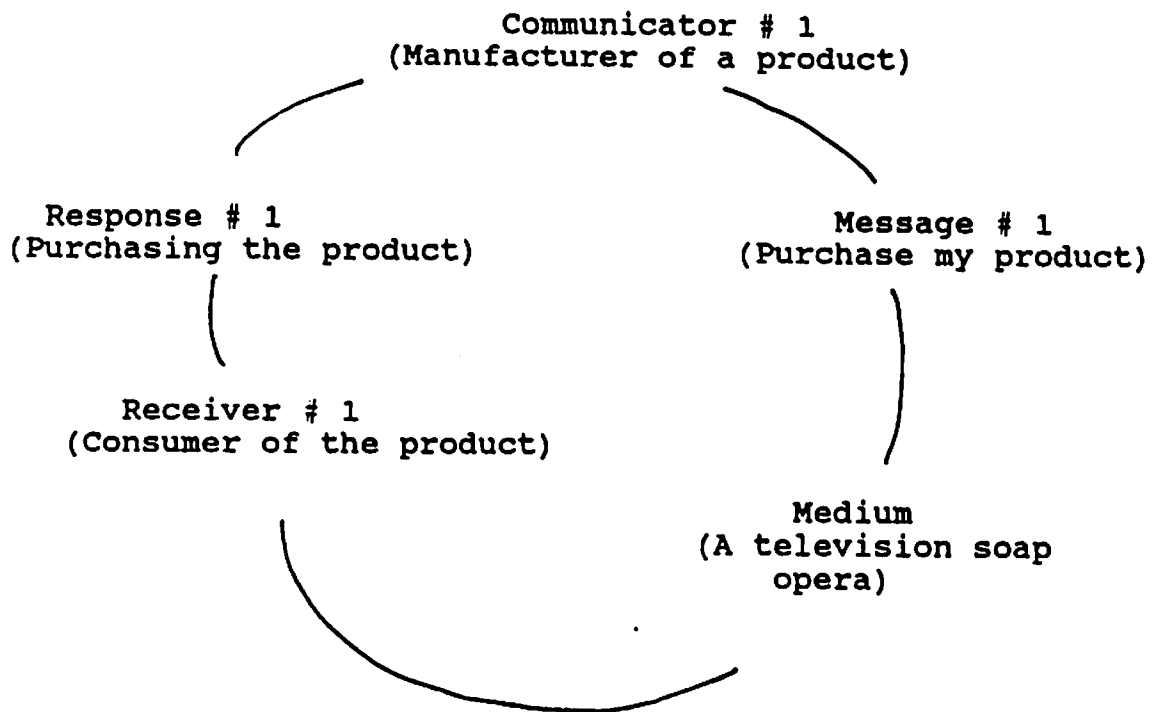 Communicator # 1
(Manufacturer of a product)
Response # 1
(Purchasing the product)
Message # 1
(Purchase my product)
Receiver # 1
(Consumer of the product)
Medium
(A television soap
opera)